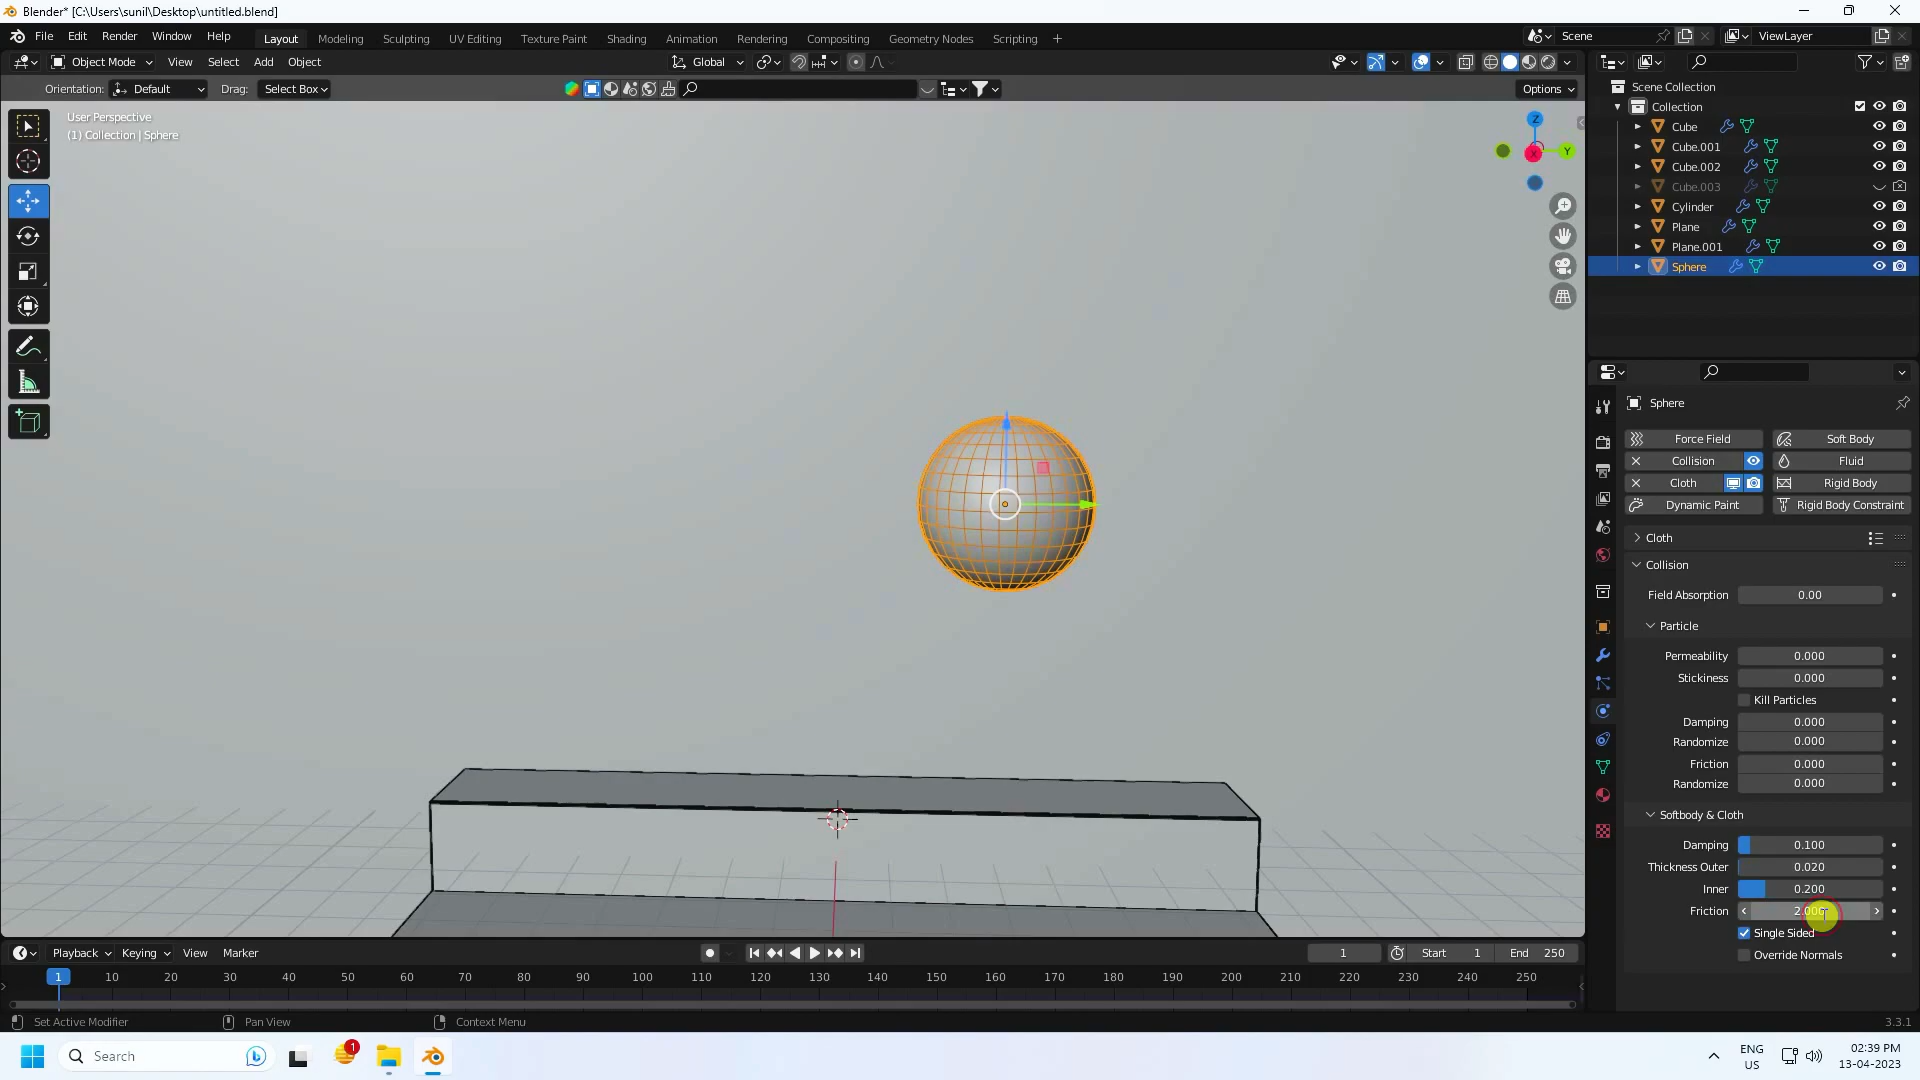 Blender* [C:\Users\sunil\Desktop\untitled.blend]
File Edit Render Window Help Layout Modeling Sculpting UV Editing Texture Paint Shading Animation Rendering Compositing Geometry Nodes Scripting + Scene ViewLayer
Object Mode View Select Add Object Global
Orientation: Default Drag: Select Box Options
User Perspective
(1) Collection | Sphere
Z
Y
X
Scene Collection
Collection
Cube
Cube.001
Cube.002
Cube.003
Cylinder
Plane
Plane.001
Sphere
Sphere
Force Field Soft Body
Collision Fluid
Cloth Rigid Body
Dynamic Paint Rigid Body Constraint
Cloth
Collision
Field Absorption 0.00
Particle
Permeability 0.000
Stickiness 0.000
Kill Particles
Damping 0.000
Randomize 0.000
Friction 0.000
Randomize 0.000
Softbody & Cloth
Damping 0.100
Thickness Outer 0.020
Inner 0.200
Friction 2.000
Single Sided
Override Normals
Playback Keying View Marker 1 Start 1 End 250
1 10 20 30 40 50 60 70 80 90 100 110 120 130 140 150 160 170 180 190 200 210 220 230 240 250
Set Active Modifier Pan View Context Menu 3.3.1
Search 1 ENG US 02:39 PM 13-04-2023